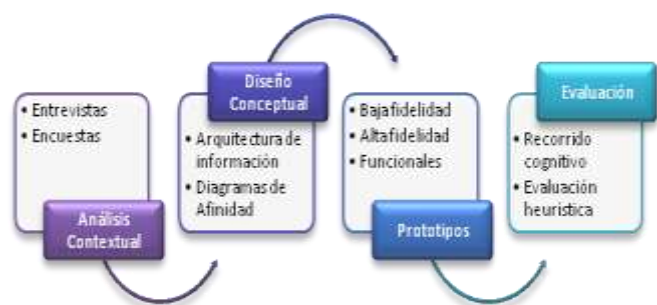 • Entrevistas
• Encuestas
Análisis
Contextual
Diseño
Conceptual
• Arquitectura de
información
• Diagramas de
Afinidad
• Baja fidelidad
• Alta fidelidad
• Funcionales
Prototipos
Evaluación
• Recorrido
cognitivo
• Evaluación
heurística